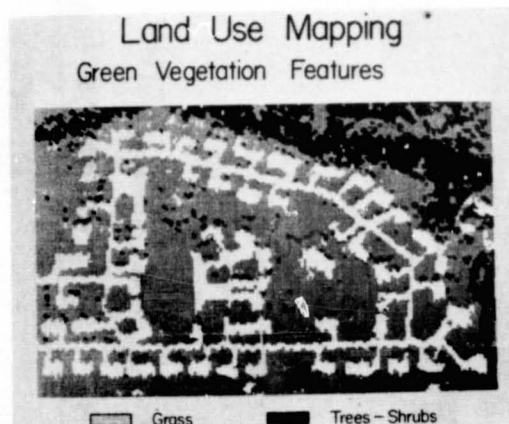 Land Use Mapping
Green Vegetation Features
Grass Trees – Shrubs